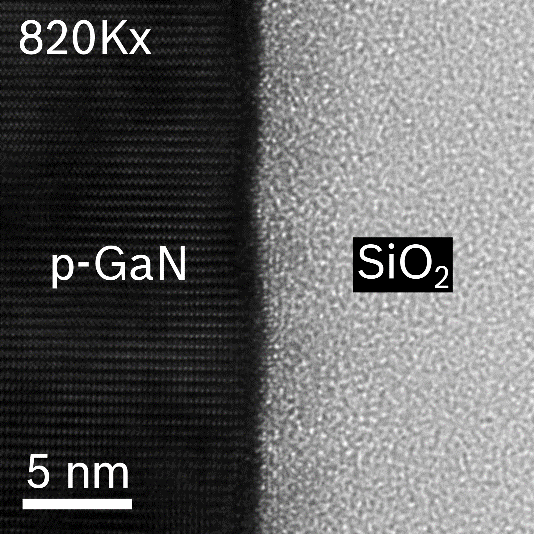 820Kx
p-GaN
SiO₂
5 nm